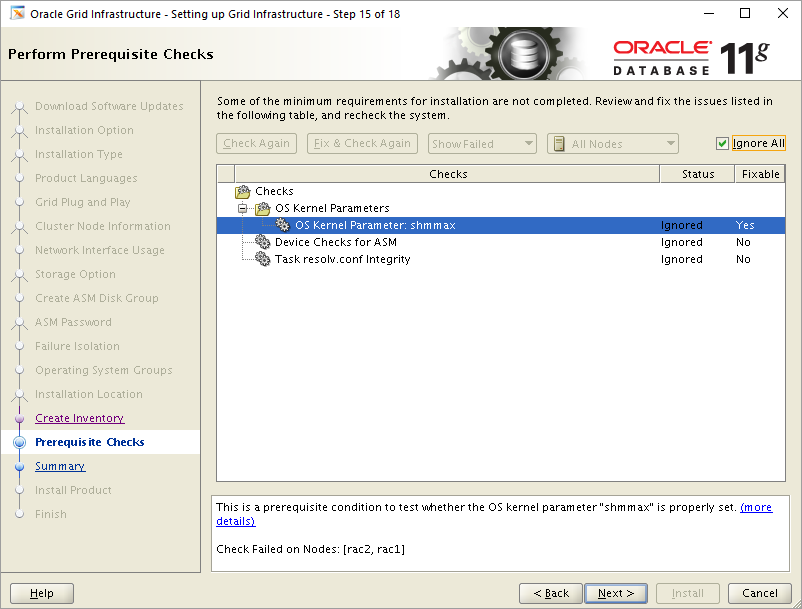 Oracle Grid Infrastructure - Setting up Grid Infrastructure - Step 15 of 18
Perform Prerequisite Checks
ORACLE
DATABASE 11g
Download Software Updates
Installation Option
Installation Type
Product Languages
Grid Plug and Play
Cluster Node Information
Network Interface Usage
Storage Option
Create ASM Disk Group
ASM Password
Failure Isolation
Operating System Groups
Installation Location
Create Inventory
Prerequisite Checks
Summary
Install Product
Finish
Some of the minimum requirements for installation are not completed. Review and fix the issues listed in
the following table, and recheck the system.
Check Again Fix & Check Again Show Failed All Nodes Ignore All
Checks Status Fixable
Checks
OS Kernel Parameters
OS Kernel Parameter: shmmax Ignored Yes
Device Checks for ASM Ignored No
Task resolv.conf Integrity Ignored No
This is a prerequisite condition to test whether the OS kernel parameter "shmmax" is properly set. (more
details)
Check Failed on Nodes: [rac2, rac1]
Help < Back Next > Install Cancel